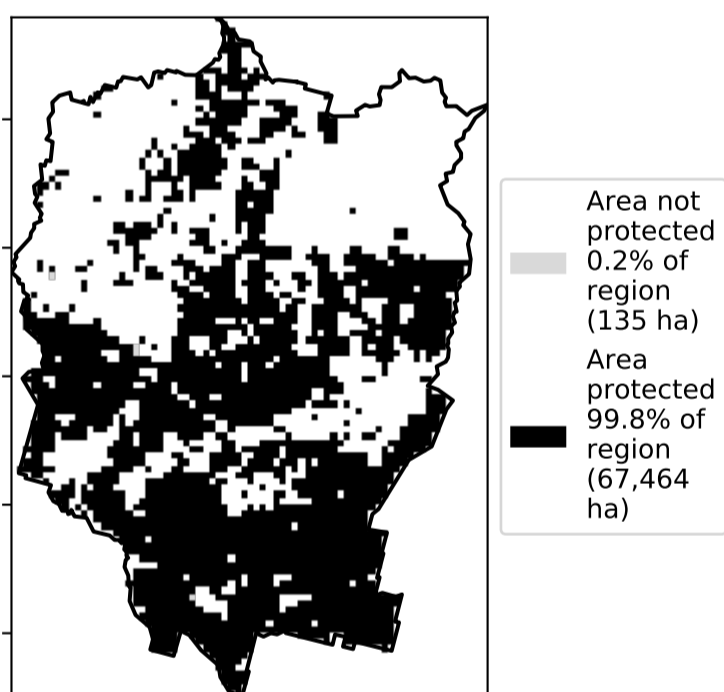 Area not
protected
0.2% of
region
(135 ha)
Area
protected
99.8% of
region
(67,464
ha)